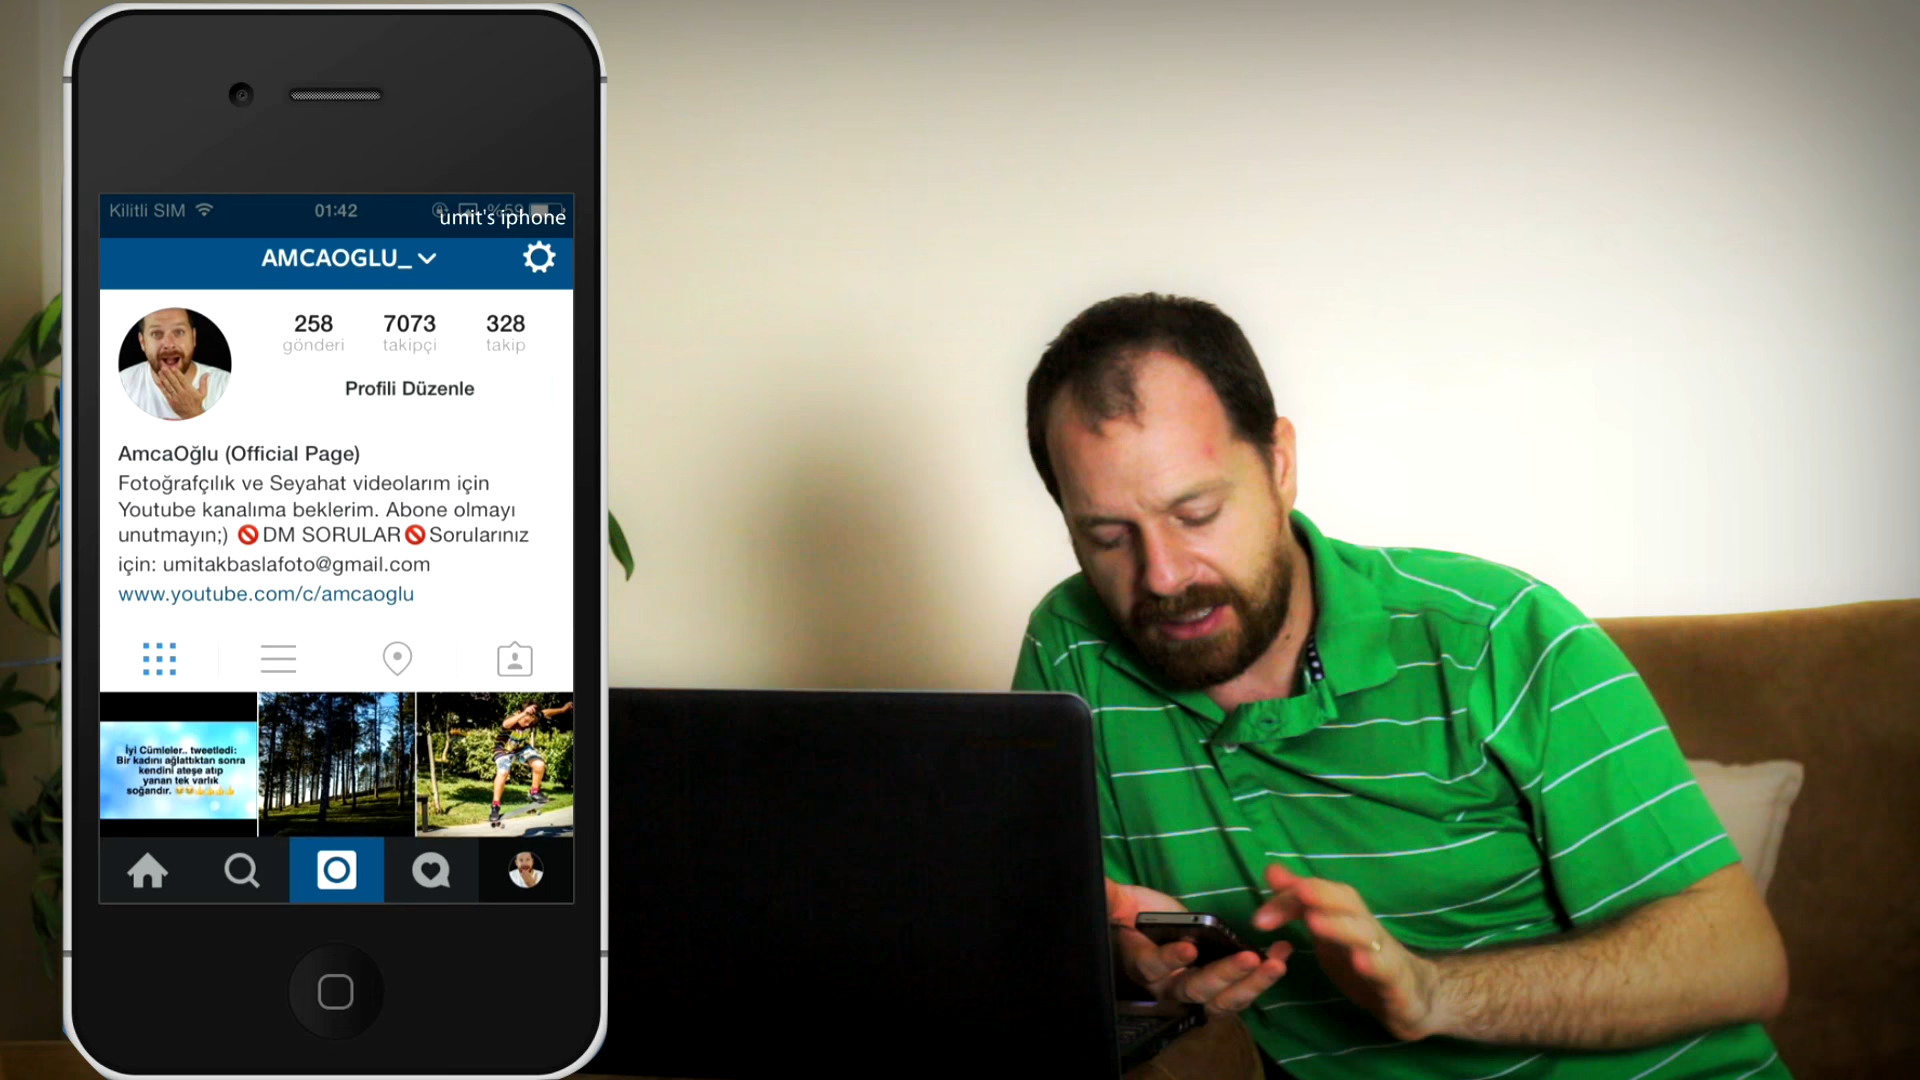 Kilitli SIM 01:42 %59
umit's iphone
AMCAOGLU_
258 7073 328
gönderi takipçi takip
Profili Düzenle
AmcaOğlu (Official Page)
Fotoğrafçılık ve Seyahat videolarım için
Youtube kanalıma beklerim. Abone olmayı
unutmayın;) 🚫DM SORULAR🚫Sorularınız
için: umitakbaslafoto@gmail.com
www.youtube.com/c/amcaoglu
İyi Cümleler.. tweetledi:
Bir kadını ağlattıktan sonra
kendini ateşe atıp
yanan tek varlık
soğandır.